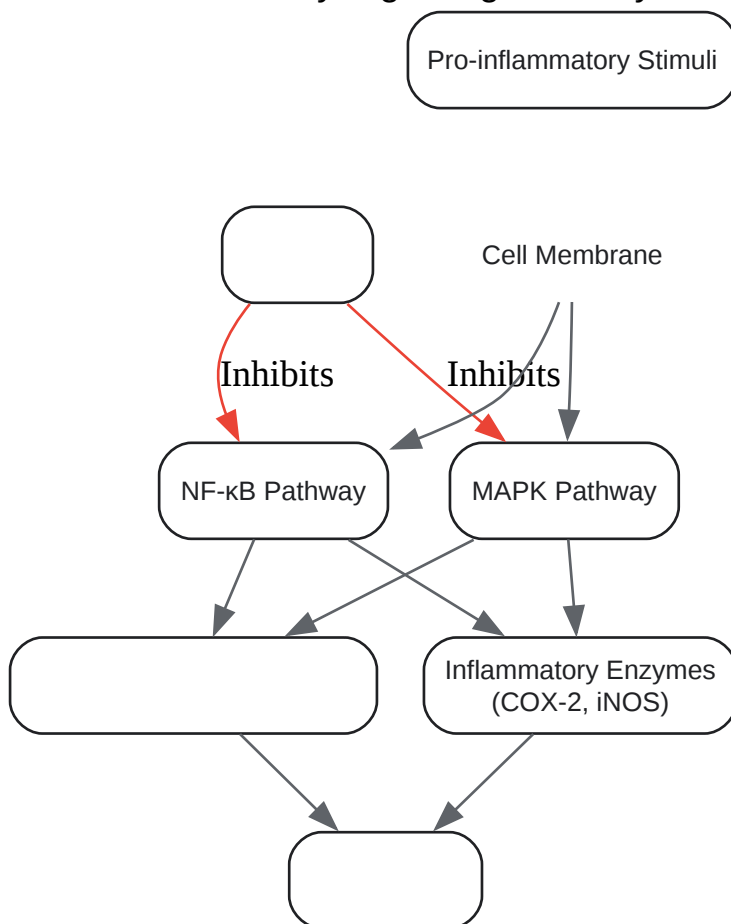 Pro-inflammatory Stimuli
Cell Membrane
Inhibits
Inhibits
NF-κB Pathway
MAPK Pathway
Inflammatory Enzymes
(COX-2, iNOS)